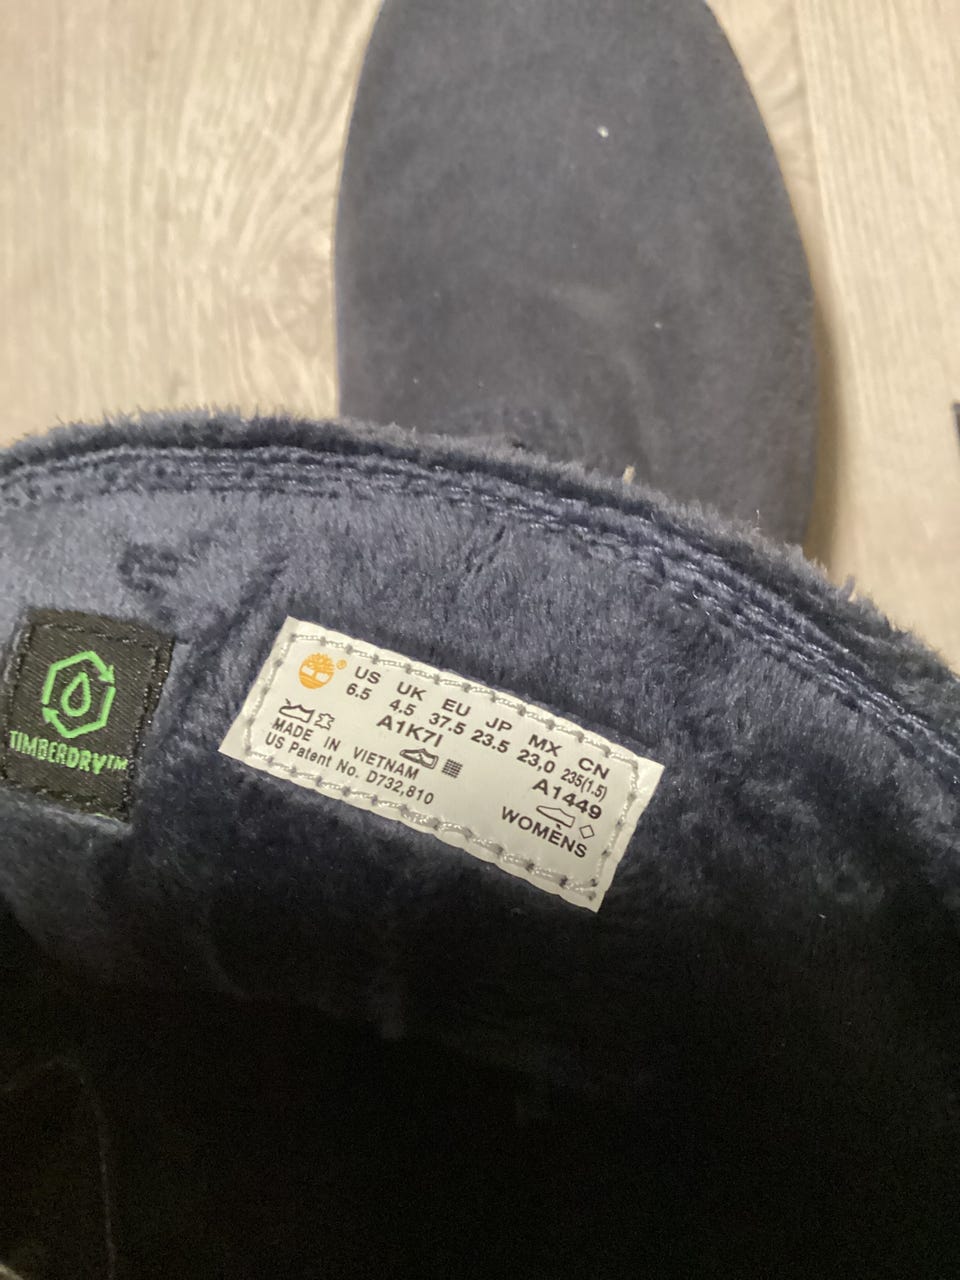 TIMBERDRY™
®
US UK EU JP MX CN
6.5 4.5 37.5 23.5 23.0 235(1.5)
A1K7I A1449
MADE IN VIETNAM
US Patent No. D732,810
WOMENS